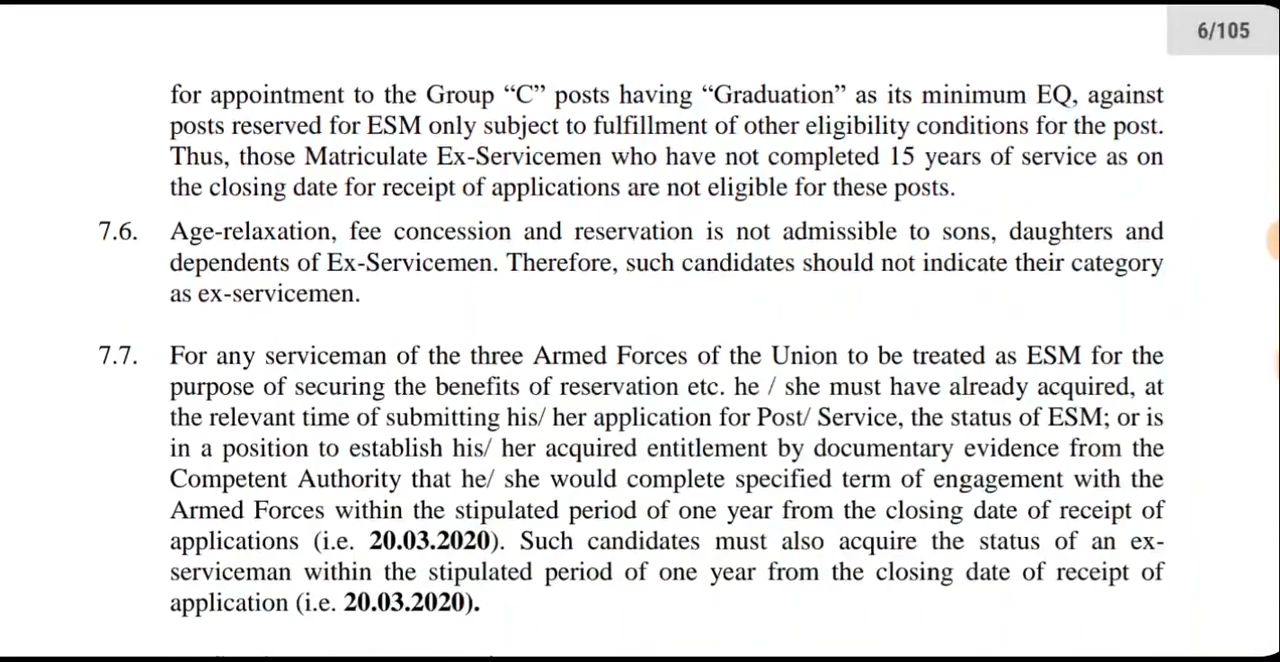 6/105
for appointment to the Group “C” posts having “Graduation” as its minimum EQ, against
posts reserved for ESM only subject to fulfillment of other eligibility conditions for the post.
Thus, those Matriculate Ex-Servicemen who have not completed 15 years of service as on
the closing date for receipt of applications are not eligible for these posts.
7.6. Age-relaxation, fee concession and reservation is not admissible to sons, daughters and
dependents of Ex-Servicemen. Therefore, such candidates should not indicate their category
as ex-servicemen.
7.7. For any serviceman of the three Armed Forces of the Union to be treated as ESM for the
purpose of securing the benefits of reservation etc. he / she must have already acquired, at
the relevant time of submitting his/ her application for Post/ Service, the status of ESM; or is
in a position to establish his/ her acquired entitlement by documentary evidence from the
Competent Authority that he/ she would complete specified term of engagement with the
Armed Forces within the stipulated period of one year from the closing date of receipt of
applications (i.e. 20.03.2020). Such candidates must also acquire the status of an ex-
serviceman within the stipulated period of one year from the closing date of receipt of
application (i.e. 20.03.2020).